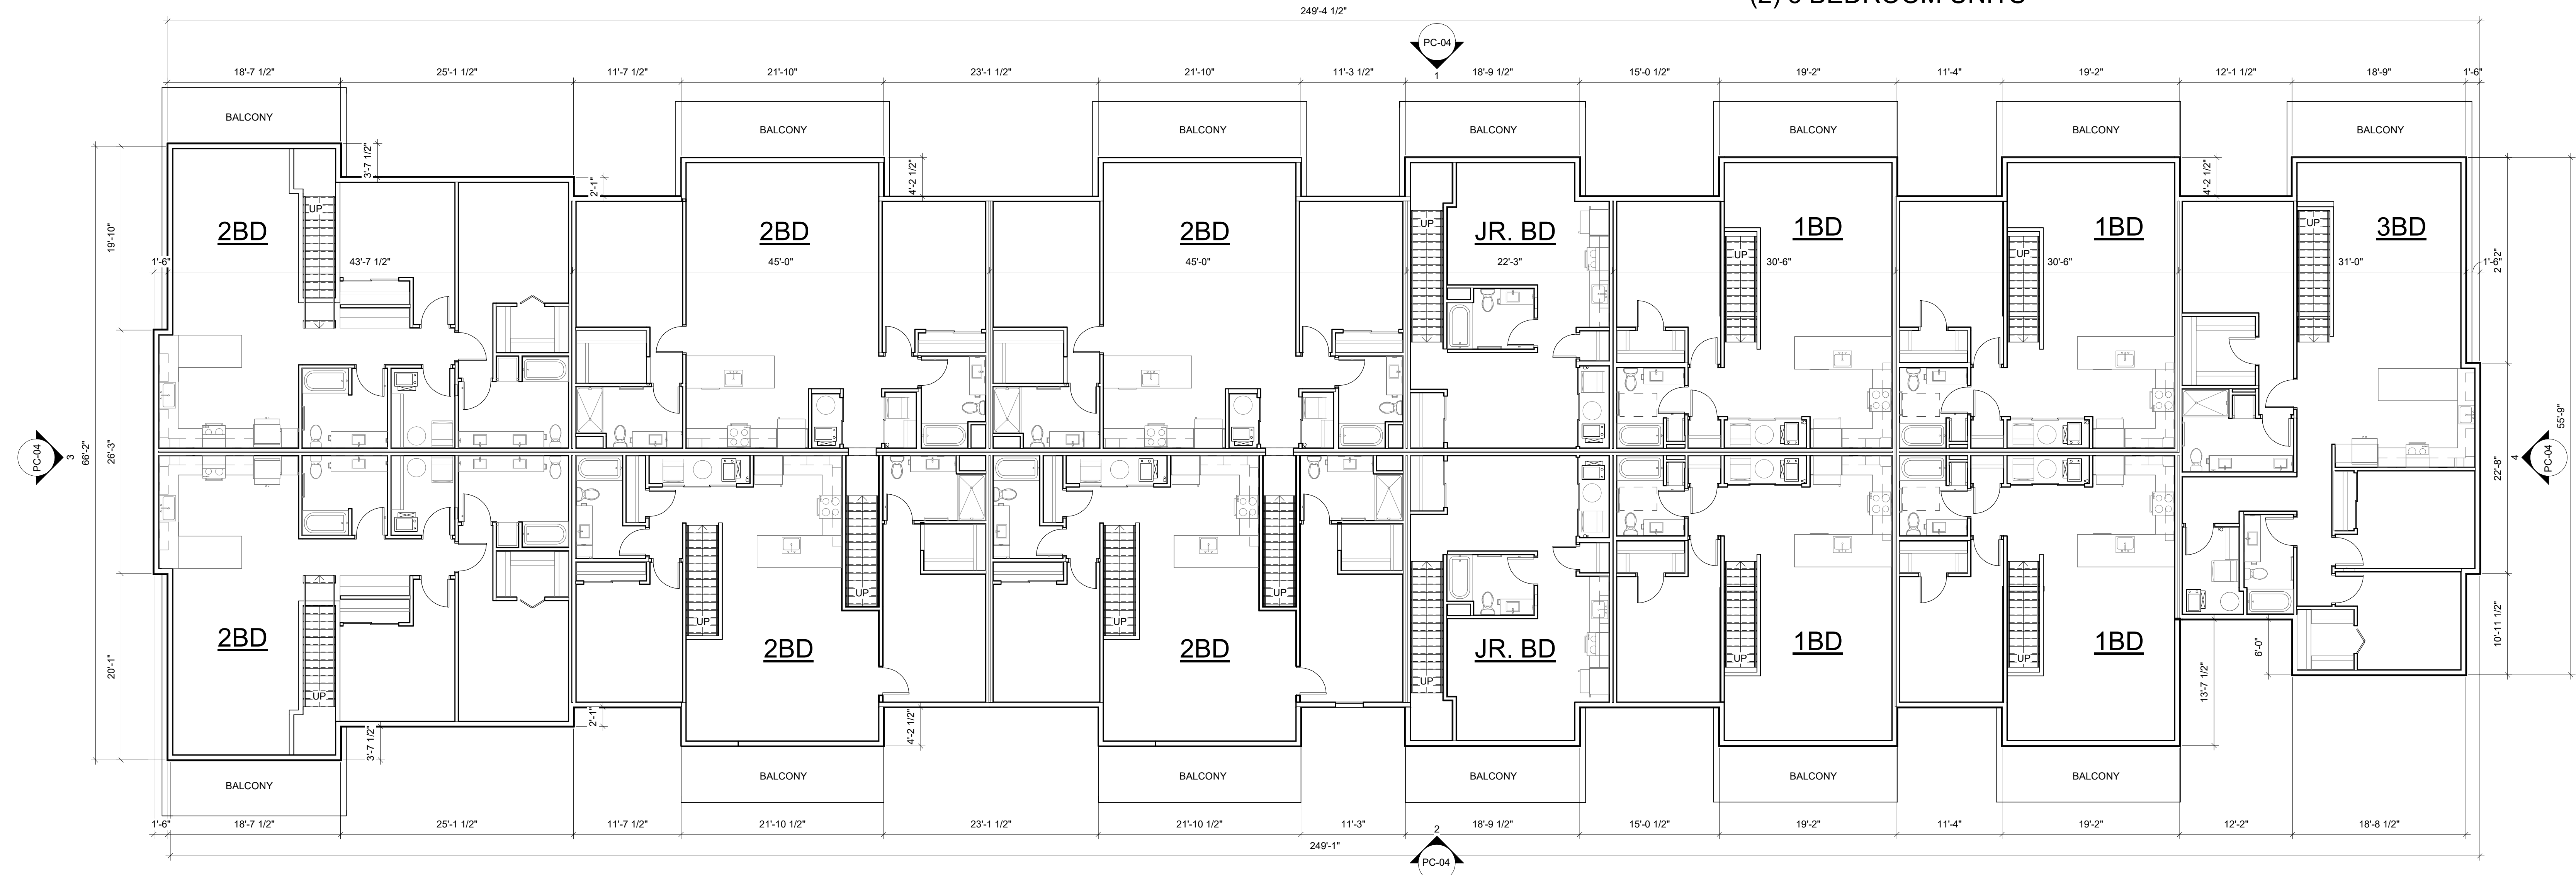 (2) 3 BEDROOM UNITS
249'-4 1/2"
PC-04
1
18'-7 1/2" 25'-1 1/2" 11'-7 1/2" 21'-10" 23'-1 1/2" 21'-10" 11'-3 1/2" 18'-9 1/2" 15'-0 1/2" 19'-2" 11'-4" 19'-2" 12'-1 1/2" 18'-9" 1'-6"
BALCONY
BALCONY BALCONY BALCONY BALCONY BALCONY BALCONY
3'-7 1/2" 2'-1" 4'-2 1/2" 4'-2 1/2"
UP UP UP UP UP
2BD 2BD 2BD JR. BD 1BD 1BD 3BD
19'-10"
1'-6" 43'-7 1/2" 45'-0" 45'-0" 22'-3" 30'-6" 30'-6" 31'-0" 1'-6"
PC-04
3
66'-2"
26'-3"
55'-9"
22'-8"
4
PC-04
UP UP UP UP UP UP UP UP
2BD 2BD 2BD JR. BD 1BD 1BD
20'-1"
6'-0"
10'-11 1/2"
13'-7 1/2"
3'-7 1/2" 2'-1" 4'-2 1/2"
BALCONY
BALCONY BALCONY BALCONY BALCONY BALCONY
1'-6" 18'-7 1/2" 25'-1 1/2" 11'-7 1/2" 21'-10 1/2" 23'-1 1/2" 21'-10 1/2" 11'-3" 18'-9 1/2" 15'-0 1/2" 19'-2" 11'-4" 19'-2" 12'-2" 18'-8 1/2"
2
249'-1"
PC-04